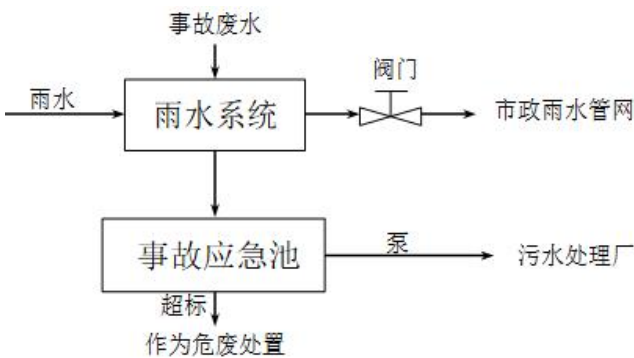 事故废水
阀门
雨水
雨水系统
市政雨水管网
事故应急池
泵
污水处理厂
超标
作为危废处置